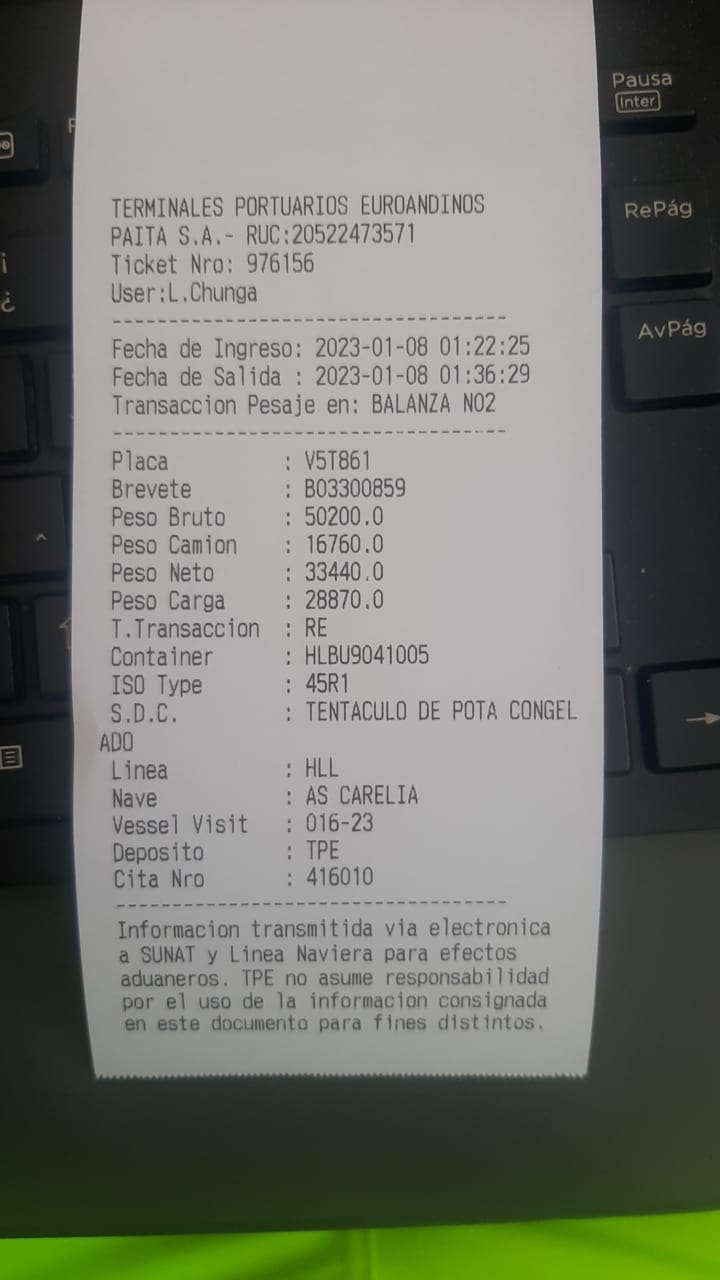 TERMINALES PORTUARIOS EUROANDINOS
PAITA S.A.- RUC:20522473571
Ticket Nro: 976156
User:L.Chunga
----------------------------------
Fecha de Ingreso: 2023-01-08 01:22:25
Fecha de Salida : 2023-01-08 01:36:29
Transaccion Pesaje en: BALANZA NO2
----------------------------------
Placa : V5T861
Brevete : B03300859
Peso Bruto : 50200.0
Peso Camion : 16760.0
Peso Neto : 33440.0
Peso Carga : 28870.0
T.Transaccion : RE
Container : HLBU9041005
ISO Type : 45R1
S.D.C. : TENTACULO DE POTA CONGEL
ADO
Linea : HLL
Nave : AS CARELIA
Vessel Visit : 016-23
Deposito : TPE
Cita Nro : 416010
----------------------------------
Informacion transmitida via electronica
a SUNAT y Linea Naviera para efectos
aduaneros. TPE no asume responsabilidad
por el uso de la informacion consignada
en este documento para fines distintos.
Pausa
Inter
RePág
AvPág